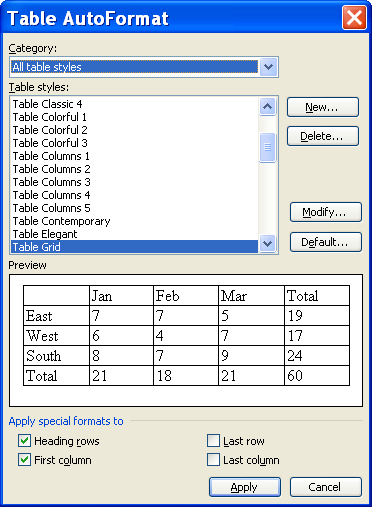 Table AutoFormat
Category:
All table styles
Table styles:
Table Classic 4
Table Colorful 1
Table Colorful 2
Table Colorful 3
Table Columns 1
Table Columns 2
Table Columns 3
Table Columns 4
Table Columns 5
Table Contemporary
Table Elegant
Table Grid
New...
Delete...
Modify...
Default...
Preview
Jan Feb Mar Total
East 7 7 5 19
West 6 4 7 17
South 8 7 9 24
Total 21 18 21 60
Apply special formats to
Heading rows Last row
First column Last column
Apply Cancel